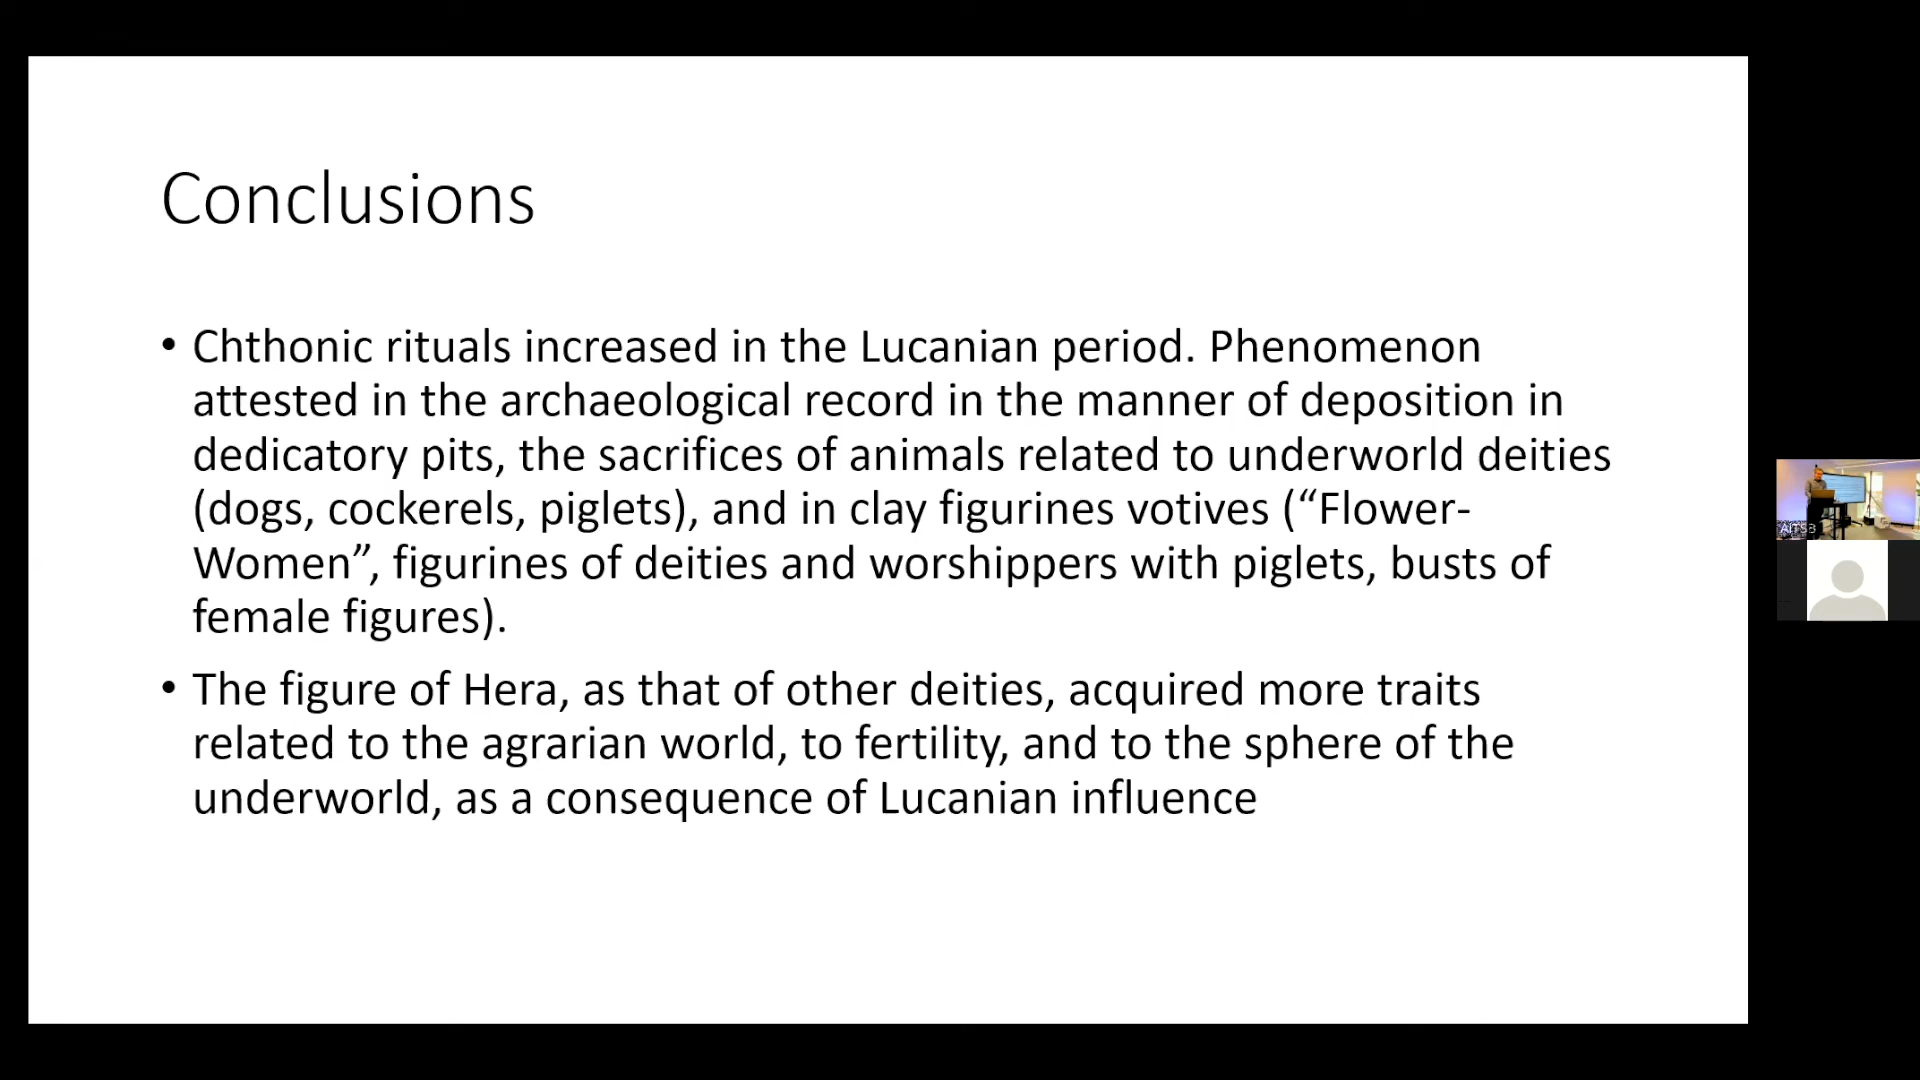 Conclusions
• Chthonic rituals increased in the Lucanian period. Phenomenon
attested in the archaeological record in the manner of deposition in
dedicatory pits, the sacrifices of animals related to underworld deities
(dogs, cockerels, piglets), and in clay figurines votives (“Flower-
Women”, figurines of deities and worshippers with piglets, busts of
female figures).
• The figure of Hera, as that of other deities, acquired more traits
related to the agrarian world, to fertility, and to the sphere of the
underworld, as a consequence of Lucanian influence